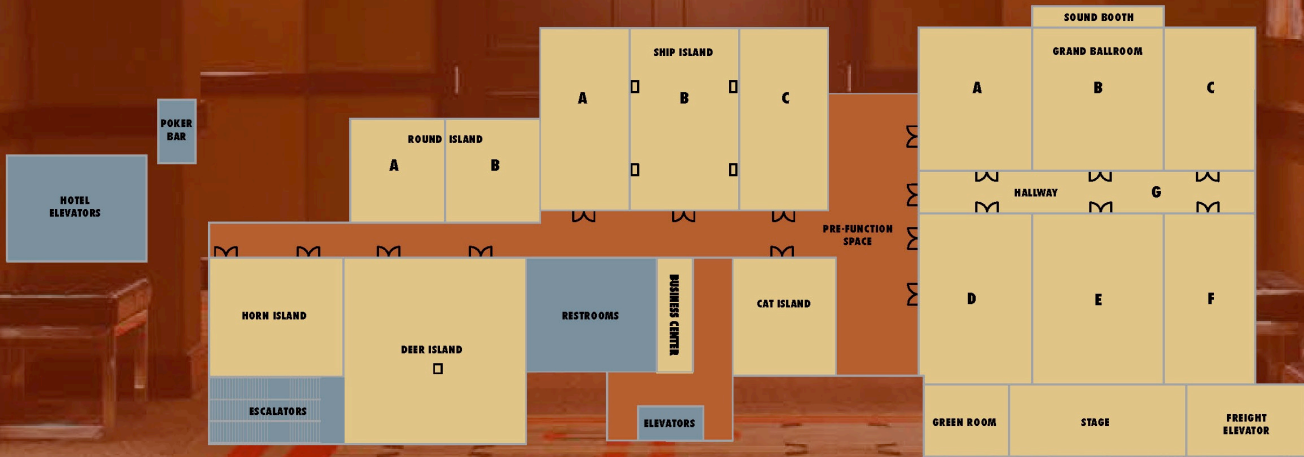 SOUND BOOTH
SHIP ISLAND
GRAND BALLROOM
A
B
C
A
B
C
POKER
BAR
ROUND ISLAND
A
B
HOTEL
ELEVATORS
HALLWAY
G
PRE-FUNCTION
SPACE
HORN ISLAND
DEER ISLAND
RESTROOMS
BUSINESS CENTER
CAT ISLAND
D
E
F
ESCALATORS
ELEVATORS
GREEN ROOM
STAGE
FREIGHT
ELEVATOR